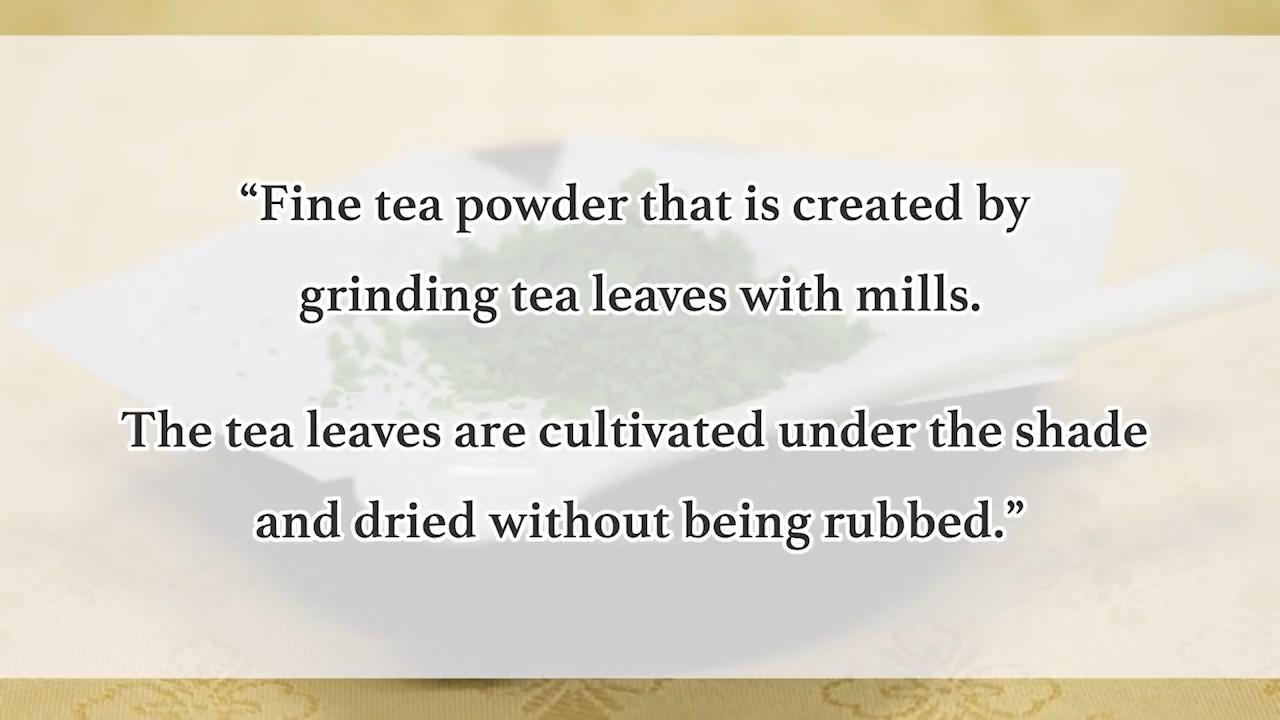 “Fine tea powder that is created by
grinding tea leaves with mills.
The tea leaves are cultivated under the shade
and dried without being rubbed.”